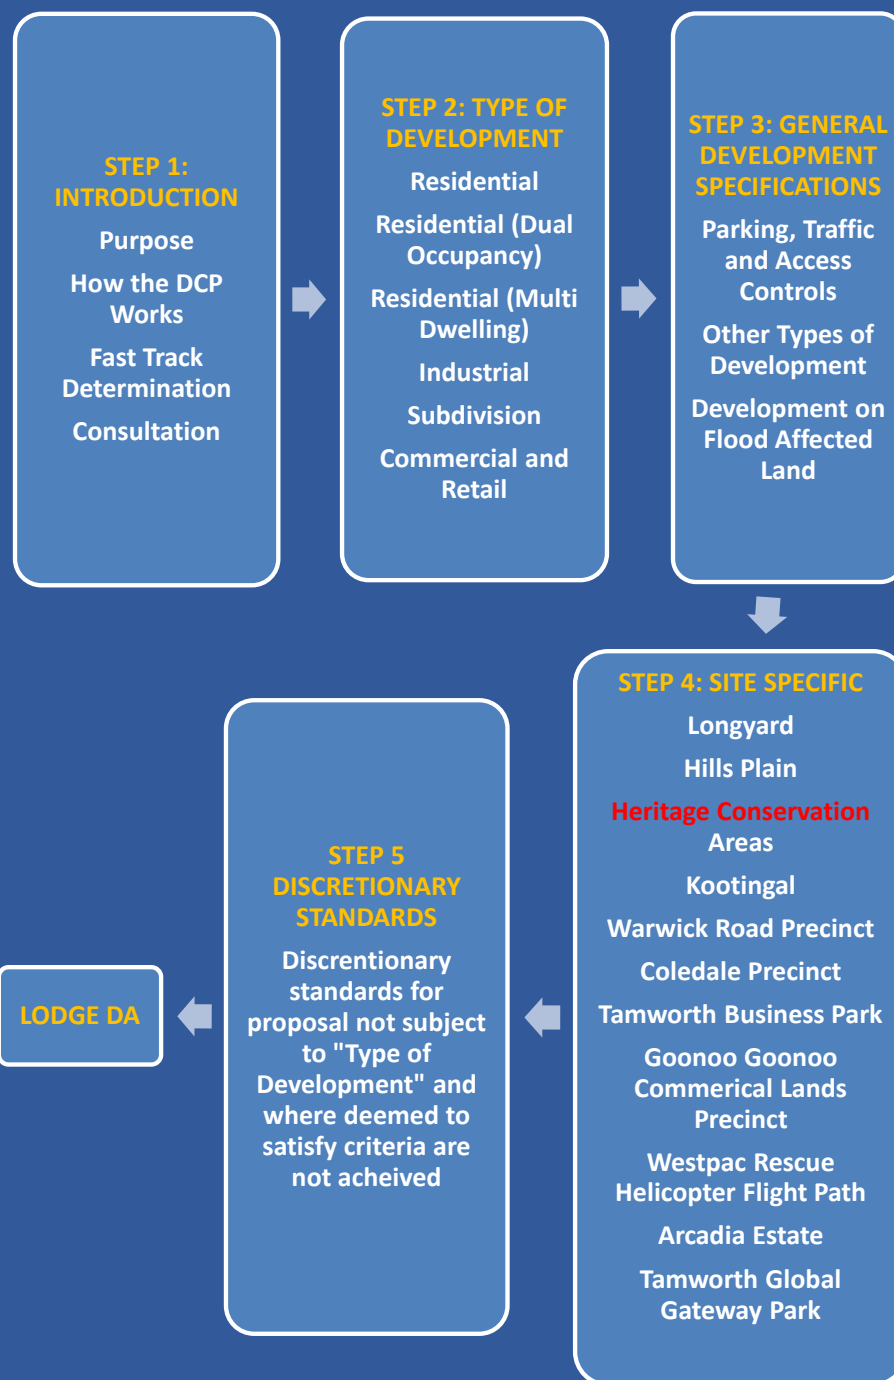 STEP 1:
INTRODUCTION
Purpose
How the DCP
Works
Fast Track
Determination
Consultation
STEP 2: TYPE OF
DEVELOPMENT
Residential
Residential (Dual
Occupancy)
Residential (Multi
Dwelling)
Industrial
Subdivision
Commercial and
Retail
STEP 3: GENERAL
DEVELOPMENT
SPECIFICATIONS
Parking, Traffic
and Access
Controls
Other Types of
Development
Development on
Flood Affected
Land
STEP 4: SITE SPECIFIC
Longyard
Hills Plain
Heritage Conservation
Areas
Kootingal
Warwick Road Precinct
Coledale Precinct
Tamworth Business Park
Goonoo Goonoo
Commerical Lands
Precinct
Westpac Rescue
Helicopter Flight Path
Arcadia Estate
Tamworth Global
Gateway Park
STEP 5
DISCRETIONARY
STANDARDS
Discrentionary
standards for
proposal not subject
to "Type of
Development" and
where deemed to
satisfy criteria are
not acheived
LODGE DA